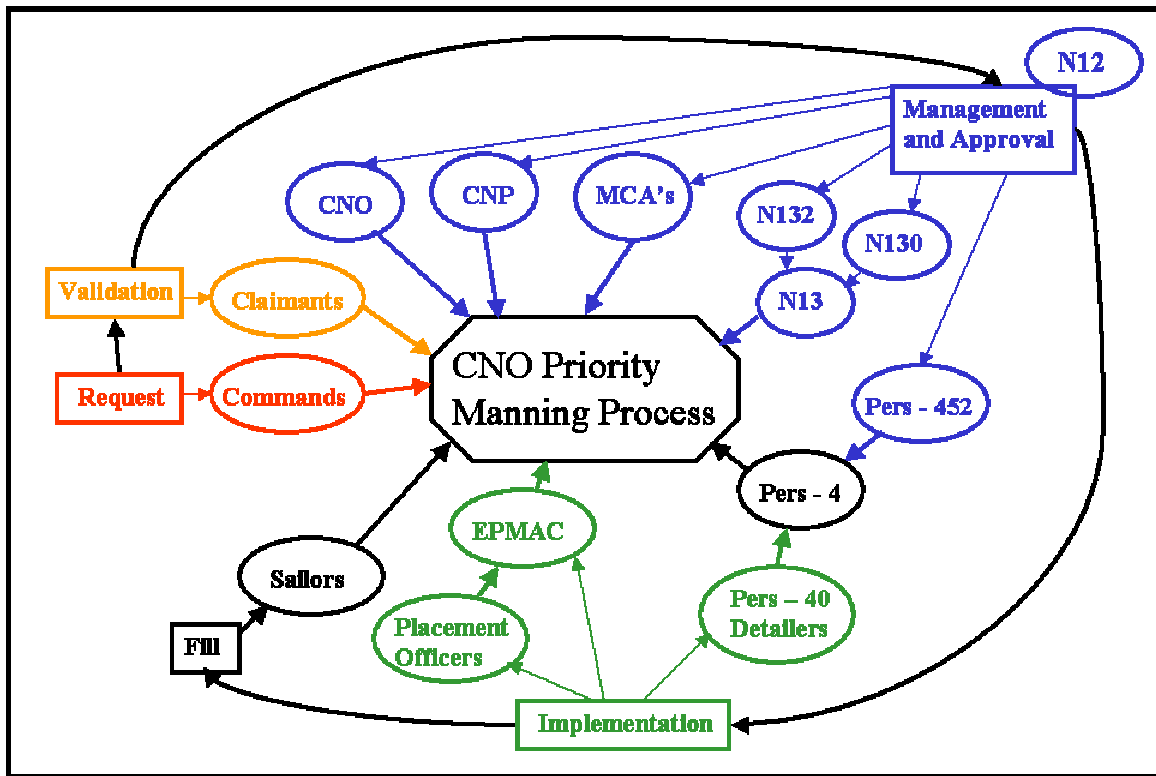 N12
Management
and Approval
CNO
CNP
MCA's
N132
N130
N13
Validation
Claimants
Request
Commands
CNO Priority
Manning Process
Pers - 452
Pers - 4
EPMAC
Sailors
Pers – 40
Detailers
Placement
Officers
Fill
Implementation